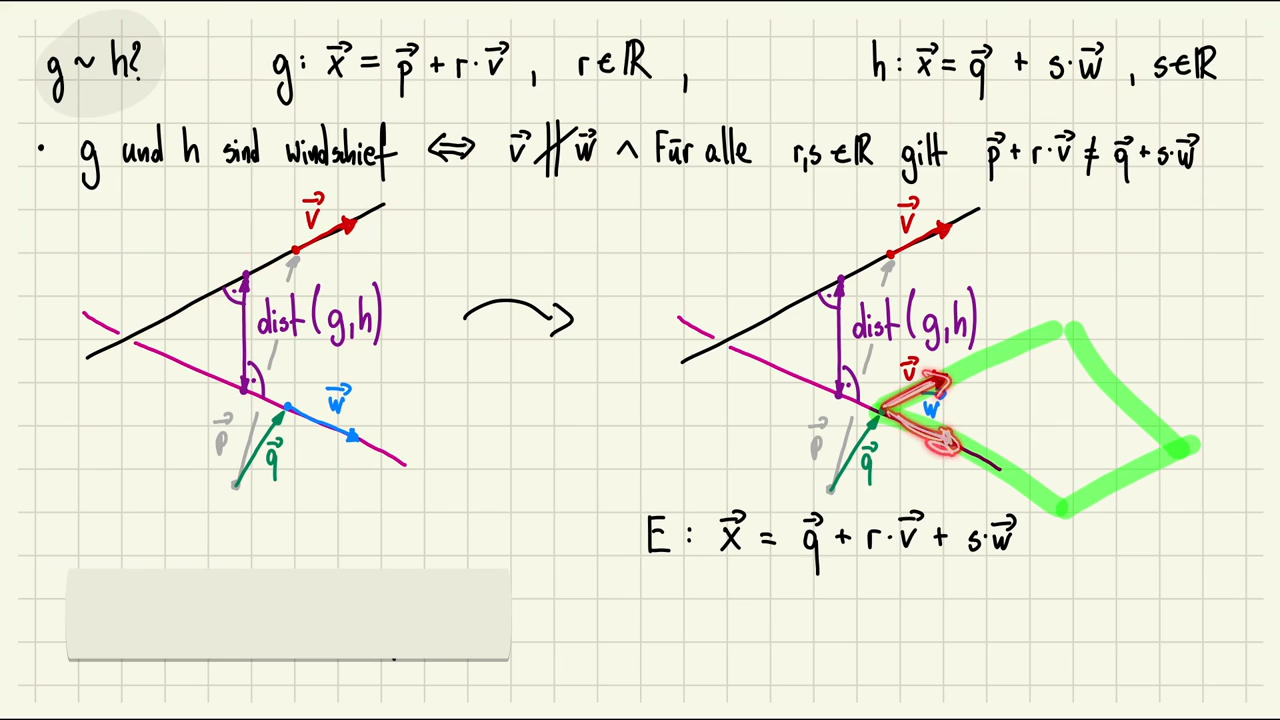 g ~ h? g: x⃗ = p⃗ + r·v⃗ , r∈ℝ , h: x⃗ = q⃗ + s·w⃗ , s∈ℝ
· g und h sind windschief ⇔ v⃗ ∦ w⃗ ∧ Für alle r,s∈ℝ gilt p⃗ + r·v⃗ ≠ q⃗ + s·w⃗
v⃗ v⃗
dist(g,h) dist(g,h)
w⃗ v⃗ w⃗
p⃗ q⃗ p⃗ q⃗
E: x⃗ = q⃗ + r·v⃗ + s·w⃗